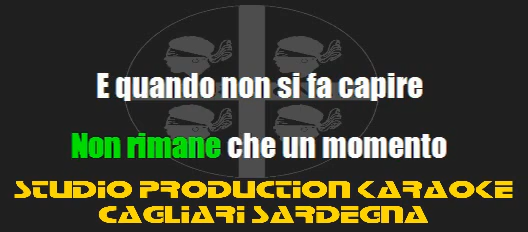 E quando non si fa capire
Non rimane che un momento
STUDIO PRODUCTION KARAOKE
CAGLIARI SARDEGNA